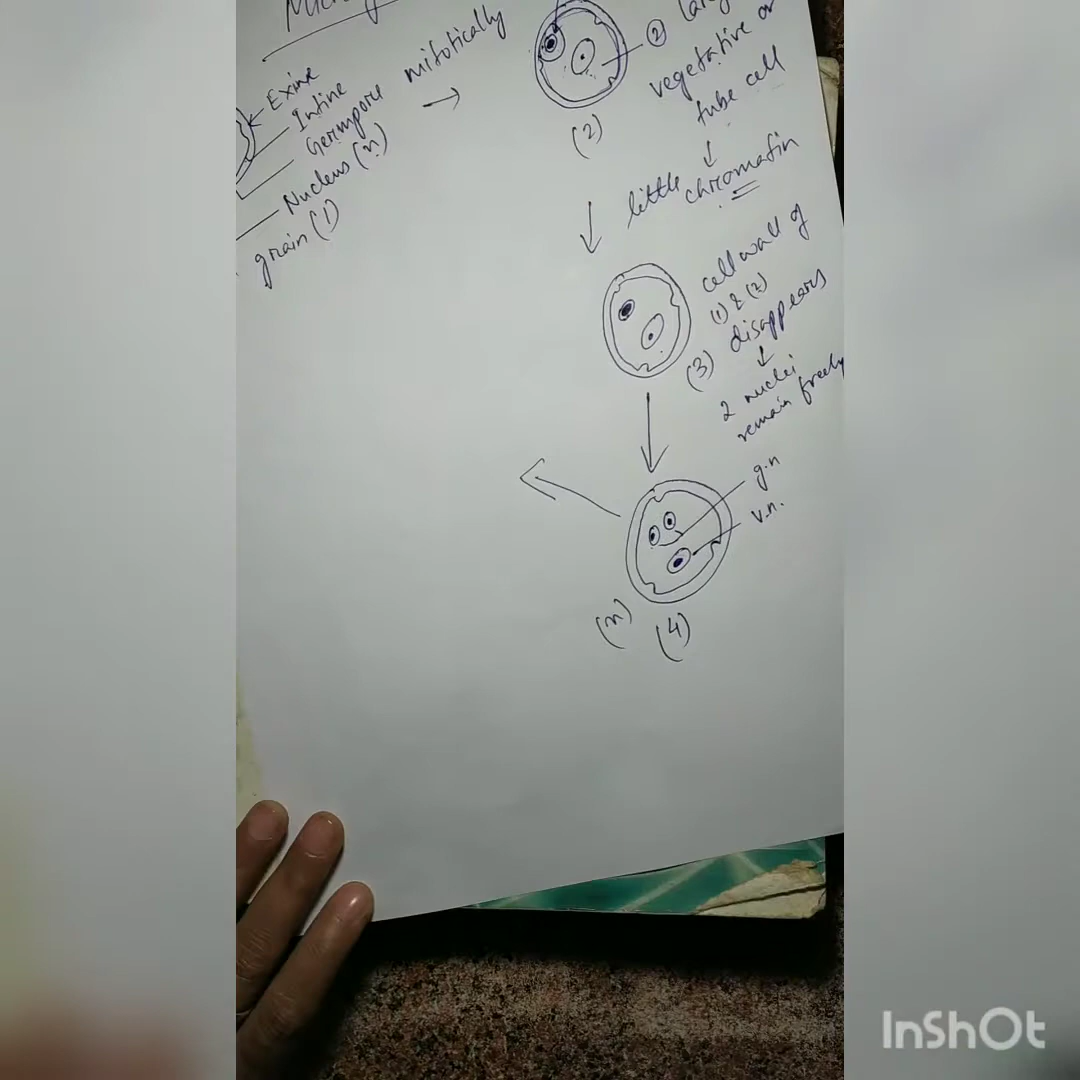 Exine
Intine
Germpore
Nucleus (n)
grain (1)
mitotically
(2)
②
vegetative or
tube cell
little chromatin
cell wall of
(1) & (2)
disappears
(3)
2 nuclei
remain freely
g.n
v.n.
(n) (4)
InShOt